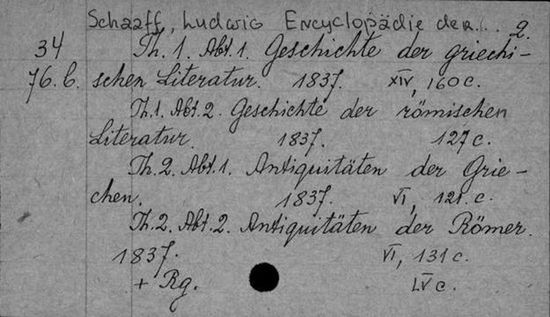 Schaaff, Ludwig Encyclopädie der... 2.
34 Th. 1. Abt. 1. Geschichte der griechi-
76.6. schen Literatur. 1837. XIV, 160 c.
Th. 1. Abt. 2. Geschichte der römischen
Literatur. 1837. 127 c.
Th. 2. Abt. 1. Antiquitäten der Grie-
chen. 1837. VI, 121. c.
Th. 2. Abt. 2. Antiquitäten der Römer.
1837. VI, 131 c.
+ Rg. LV c.